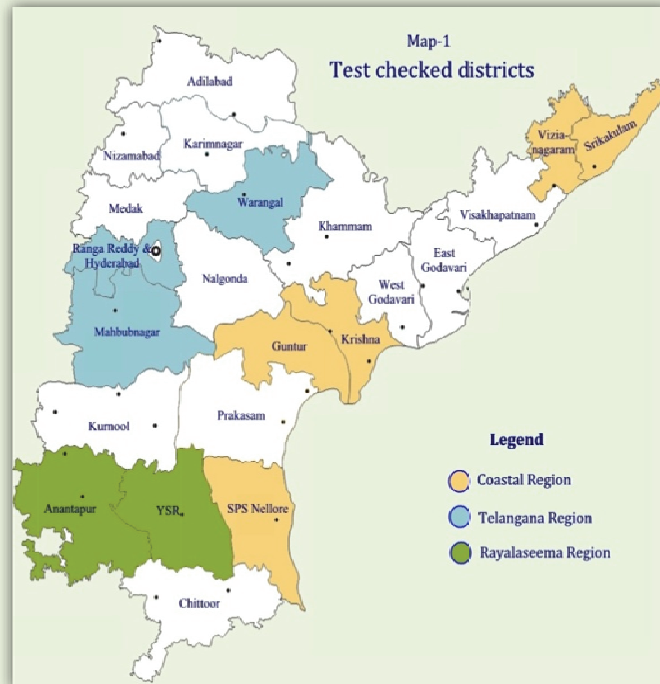 Map-1
Test checked districts
Adilabad
Nizamabad
Karimnagar
Medak
Warangal
Ranga Reddy &
Hyderabad
Khammam
Nalgonda
Mahbubnagar
Vizia-
nagaram
Srikakulam
Visakhapatnam
East
Godavari
West
Godavari
Krishna
Guntur
Prakasam
Kurnool
Anantapur
YSR
SPS Nellore
Chittoor
Legend
Coastal Region
Telangana Region
Rayalaseema Region